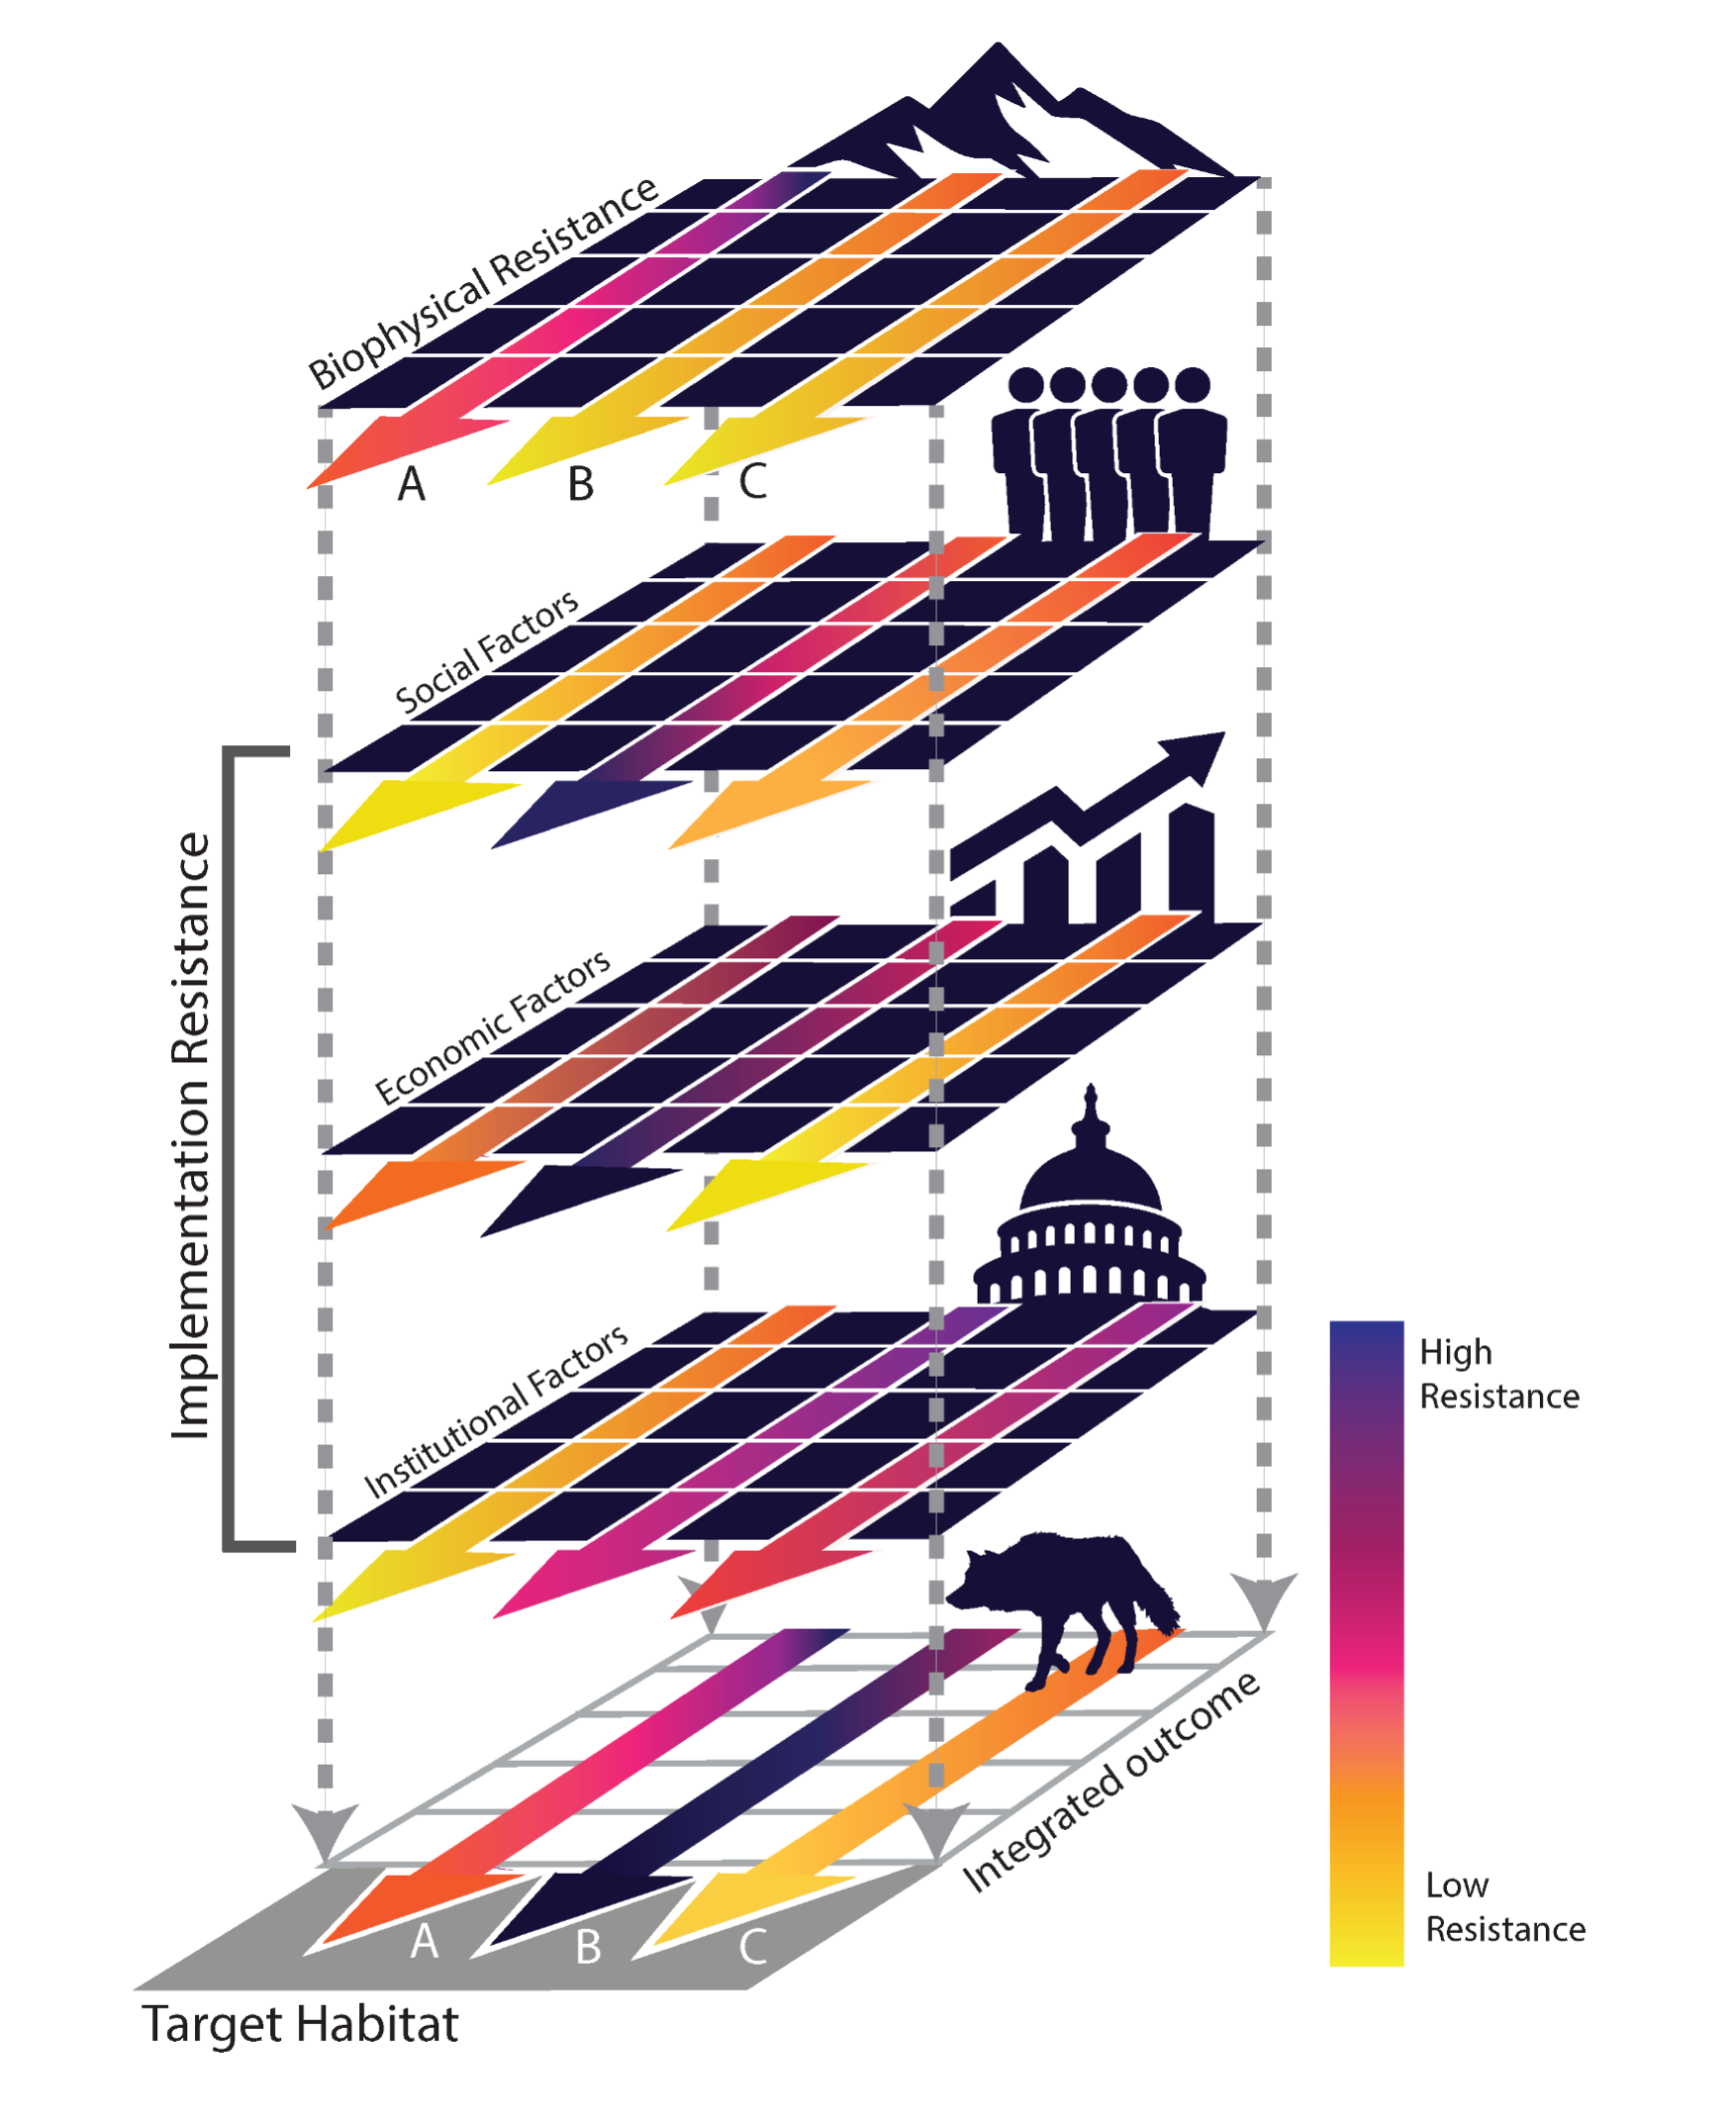 Biophysical Resistance
A
B
C
Social Factors
Economic Factors
Implementation Resistance
Institutional Factors
High
Resistance
Integrated outcome
Low
Resistance
A
B
C
Target Habitat